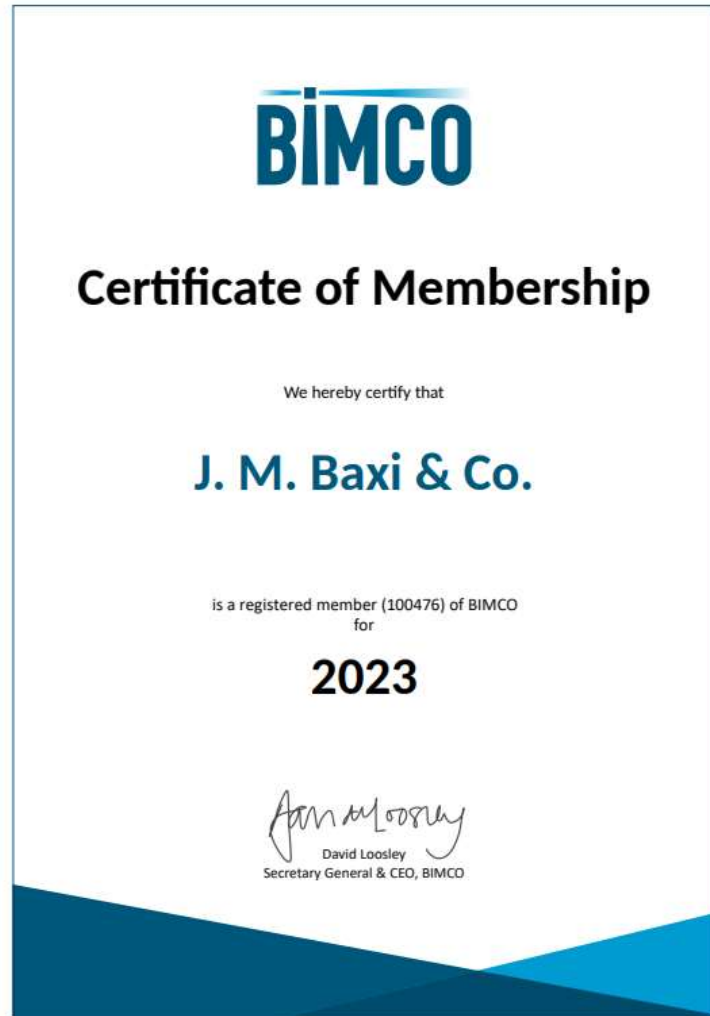 BIMCO
Certificate of Membership
We hereby certify that
J. M. Baxi & Co.
is a registered member (100476) of BIMCO
for
2023
David Loosley
Secretary General & CEO, BIMCO